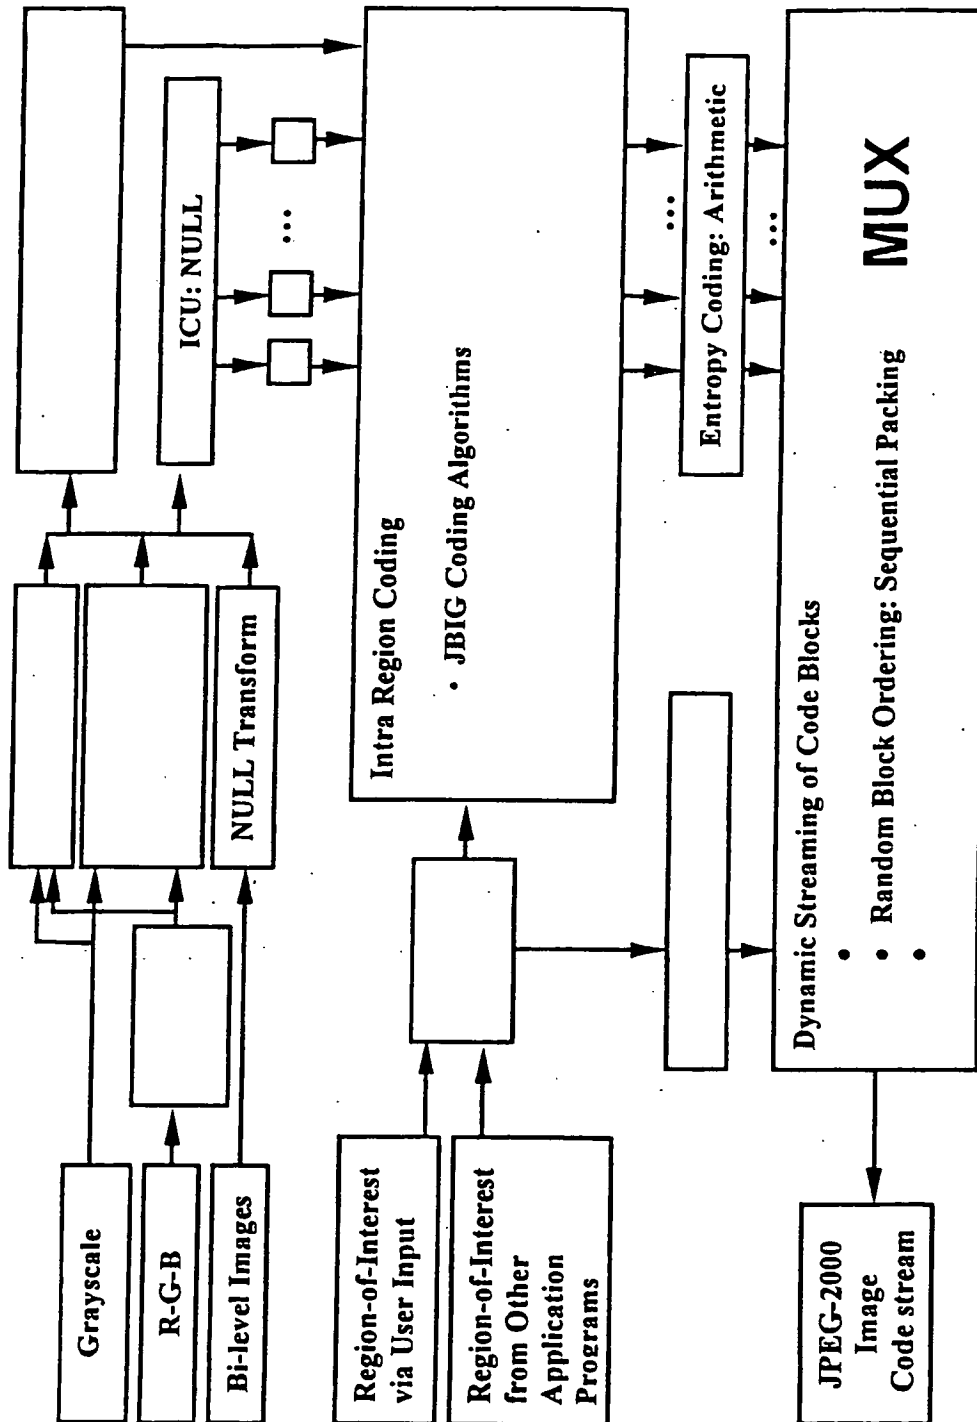 Grayscale
R-G-B
Bi-level Images
NULL Transform
ICU: NULL
...
Region-of-Interest
via User Input
Region-of-Interest
from Other
Application
Programs
Intra Region Coding
• JBIG Coding Algorithms
...
Entropy Coding: Arithmetic
...
Dynamic Streaming of Code Blocks
•
• Random Block Ordering: Sequential Packing
•
MUX
JPEG-2000
Image
Code stream